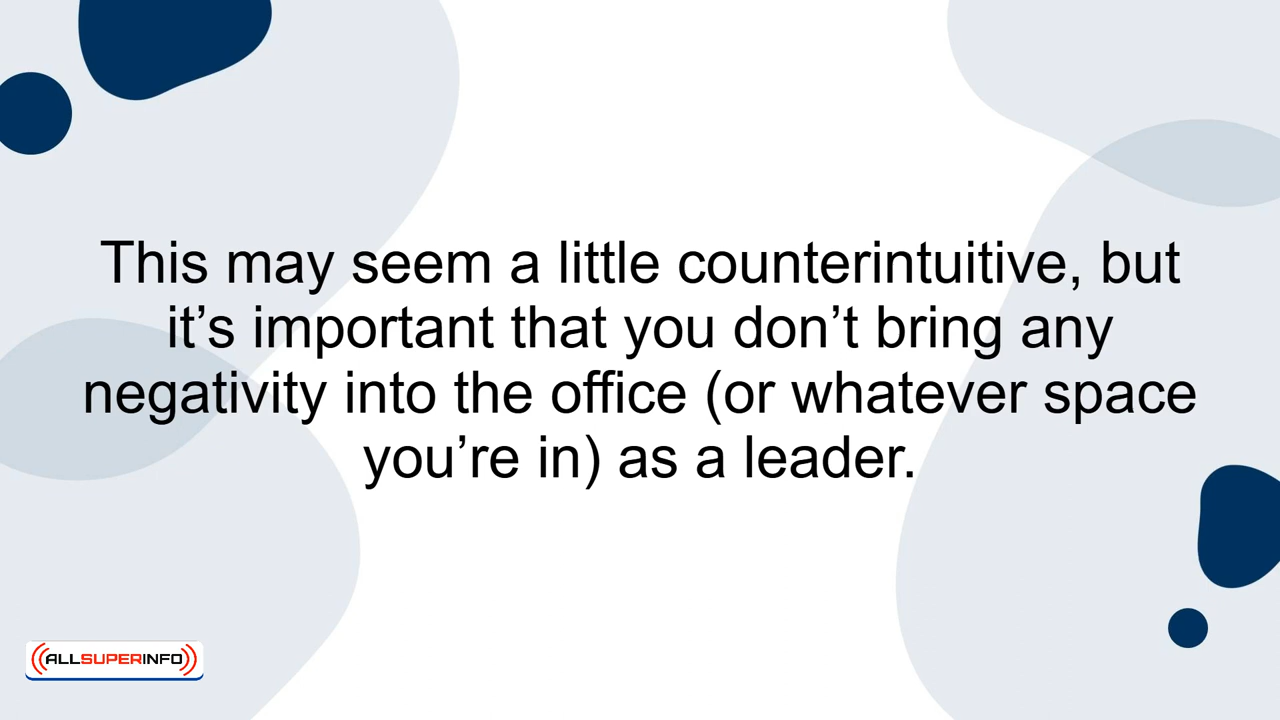 This may seem a little counterintuitive, but
it’s important that you don’t bring any
negativity into the office (or whatever space
you’re in) as a leader.
ALLSUPERINFO